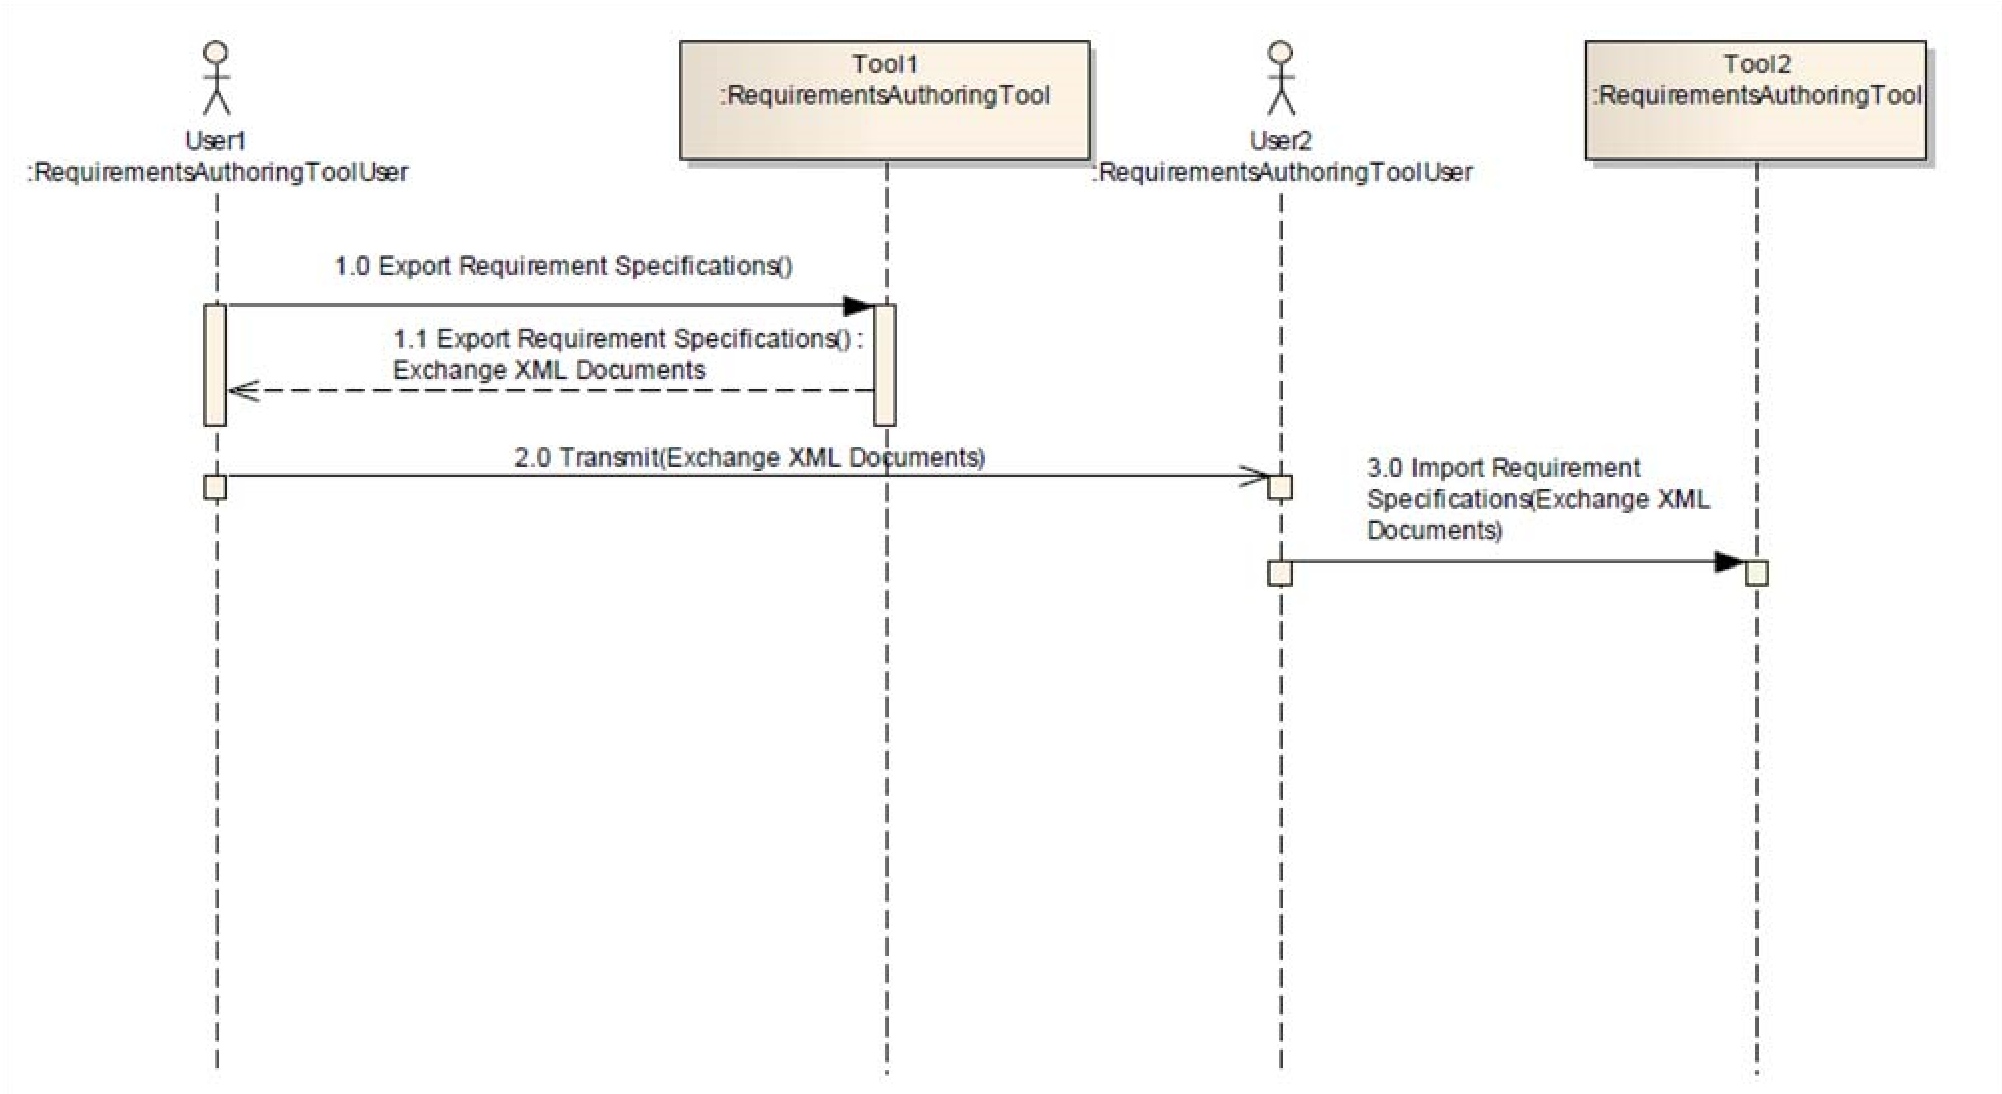 User1
:RequirementsAuthoringToolUser
Tool1
:RequirementsAuthoringTool
User2
:RequirementsAuthoringToolUser
Tool2
:RequirementsAuthoringTool
1.0 Export Requirement Specifications()
1.1 Export Requirement Specifications() :
Exchange XML Documents
2.0 Transmit(Exchange XML Documents)
3.0 Import Requirement
Specifications(Exchange XML
Documents)